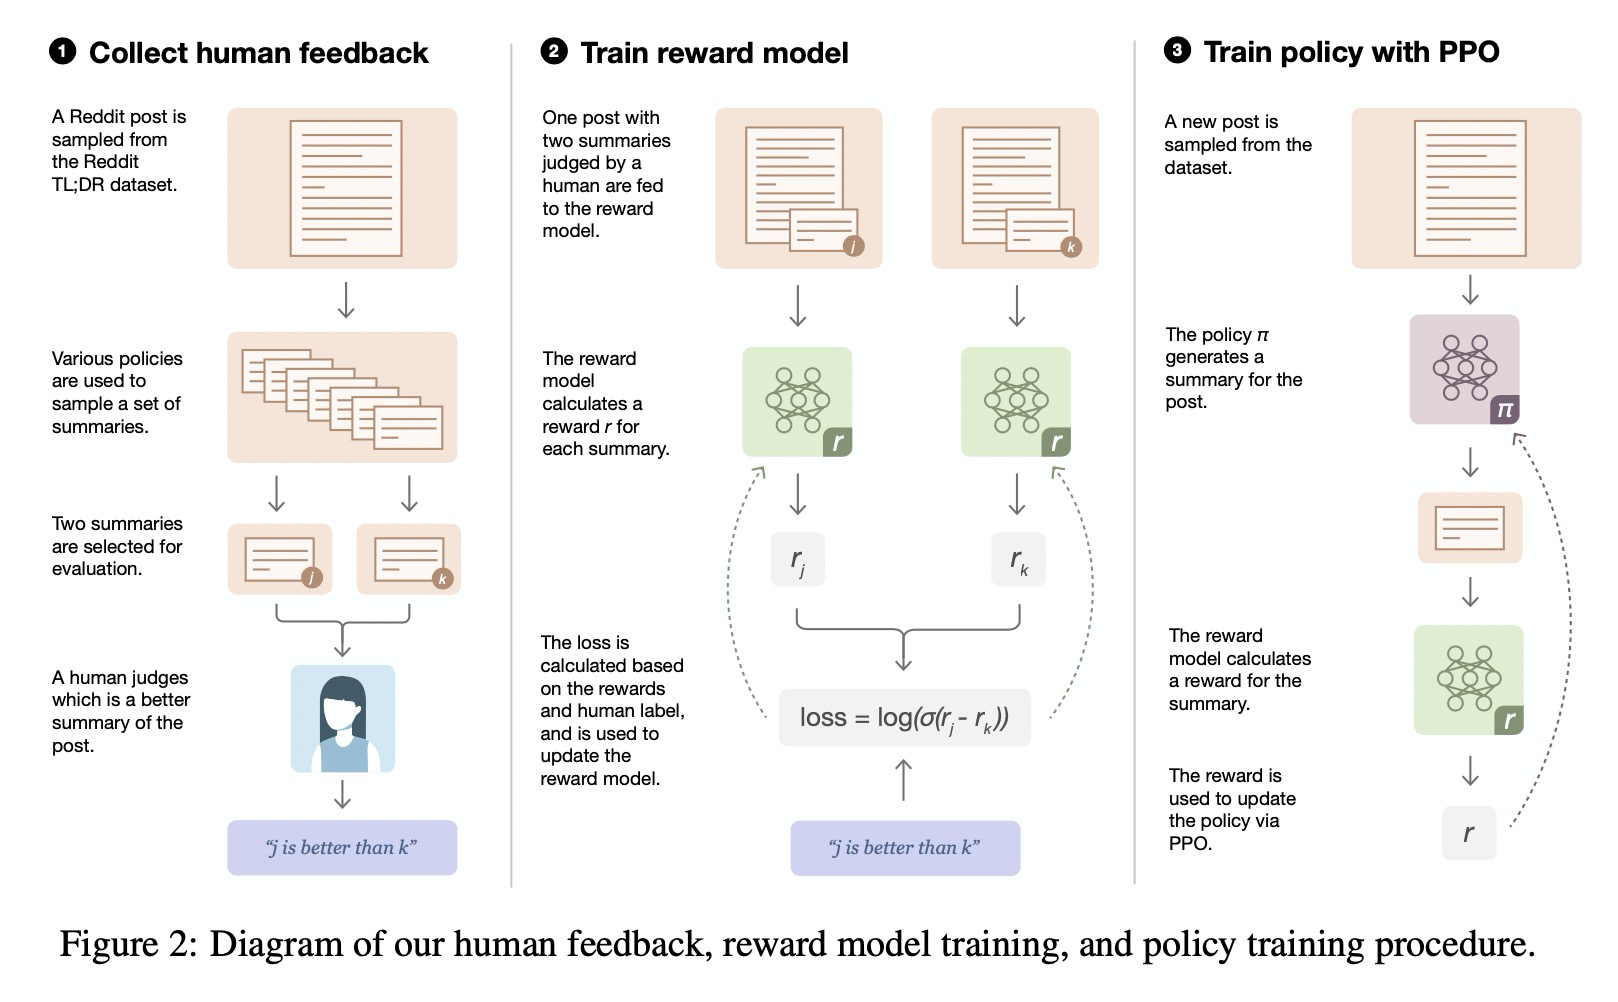 1 Collect human feedback
A Reddit post is
sampled from
the Reddit
TL;DR dataset.
Various policies
are used to
sample a set of
summaries.
Two summaries
are selected for
evaluation.
j
k
A human judges
which is a better
summary of the
post.
“j is better than k”
2 Train reward model
One post with
two summaries
judged by a
human are fed
to the reward
model.
j
k
The reward
model
calculates a
reward r for
each summary.
r
r
r_j
r_k
The loss is
calculated based
on the rewards
and human label,
and is used to
update the
reward model.
loss = log(σ(r_j - r_k))
“j is better than k”
3 Train policy with PPO
A new post is
sampled from the
dataset.
The policy π
generates a
summary for the
post.
π
The reward
model calculates
a reward for the
summary.
r
The reward is
used to update
the policy via
PPO.
r
Figure 2: Diagram of our human feedback, reward model training, and policy training procedure.